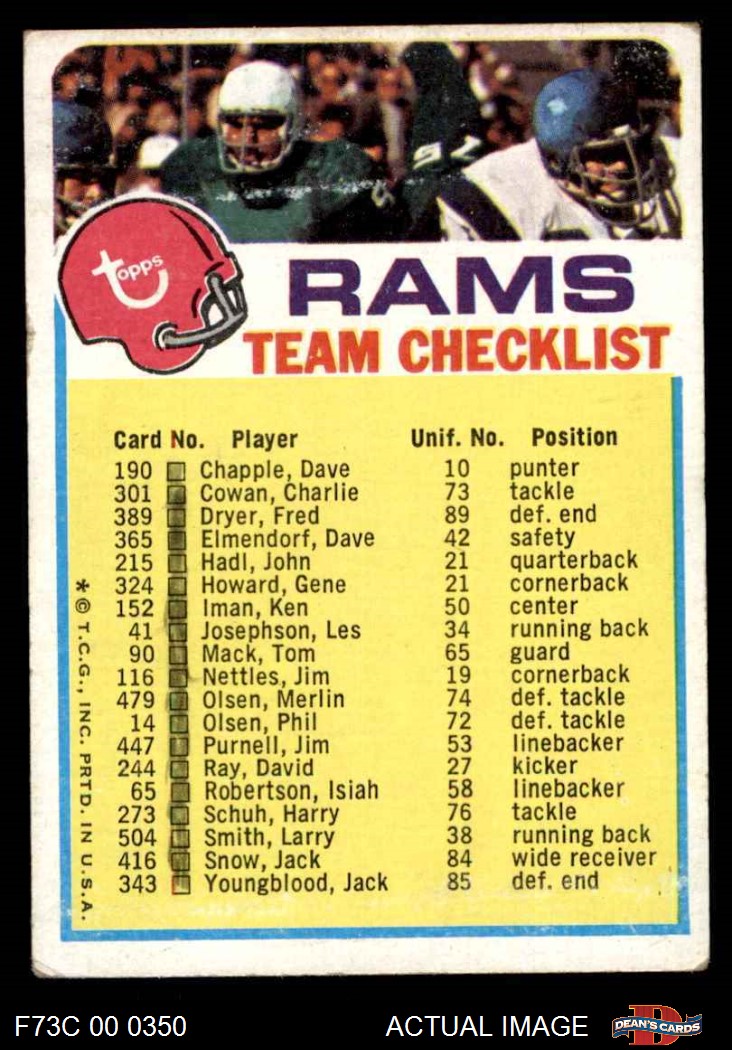 75
topps
RAMS
TEAM CHECKLIST
Card No. Player Unif. No. Position
190 Chapple, Dave 10 punter
301 Cowan, Charlie 73 tackle
389 Dryer, Fred 89 def. end
365 Elmendorf, Dave 42 safety
215 Hadl, John 21 quarterback
324 Howard, Gene 21 cornerback
152 Iman, Ken 50 center
41 Josephson, Les 34 running back
90 Mack, Tom 65 guard
116 Nettles, Jim 19 cornerback
479 Olsen, Merlin 74 def. tackle
14 Olsen, Phil 72 def. tackle
447 Purnell, Jim 53 linebacker
244 Ray, David 27 kicker
65 Robertson, Isiah 58 linebacker
273 Schuh, Harry 76 tackle
504 Smith, Larry 38 running back
416 Snow, Jack 84 wide receiver
343 Youngblood, Jack 85 def. end
* © T.C.G., INC. PRTD. IN U.S.A.
F73C 00 0350 ACTUAL IMAGE
D
DEAN'S CARDS